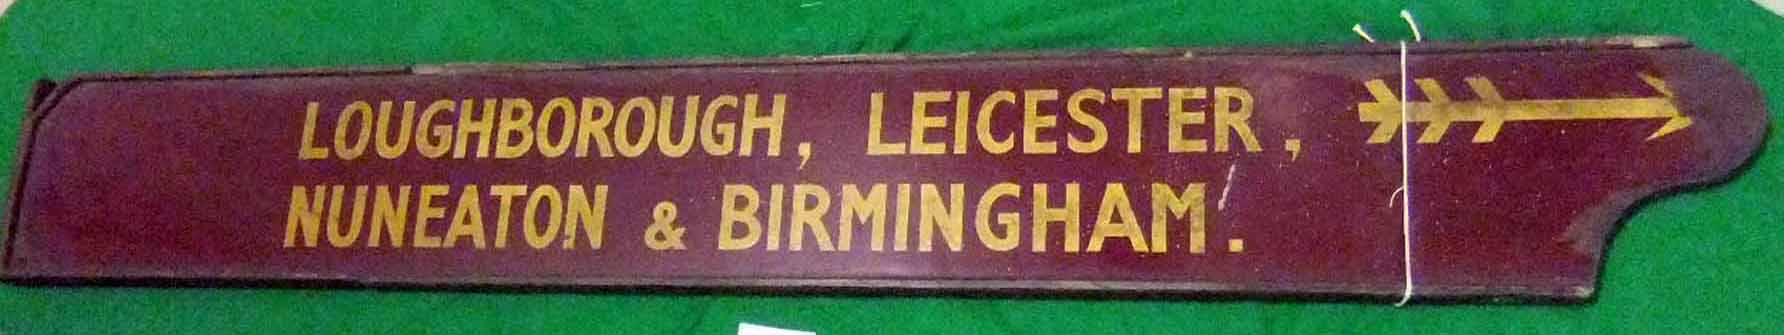 LOUGHBOROUGH, LEICESTER,
NUNEATON & BIRMINGHAM.